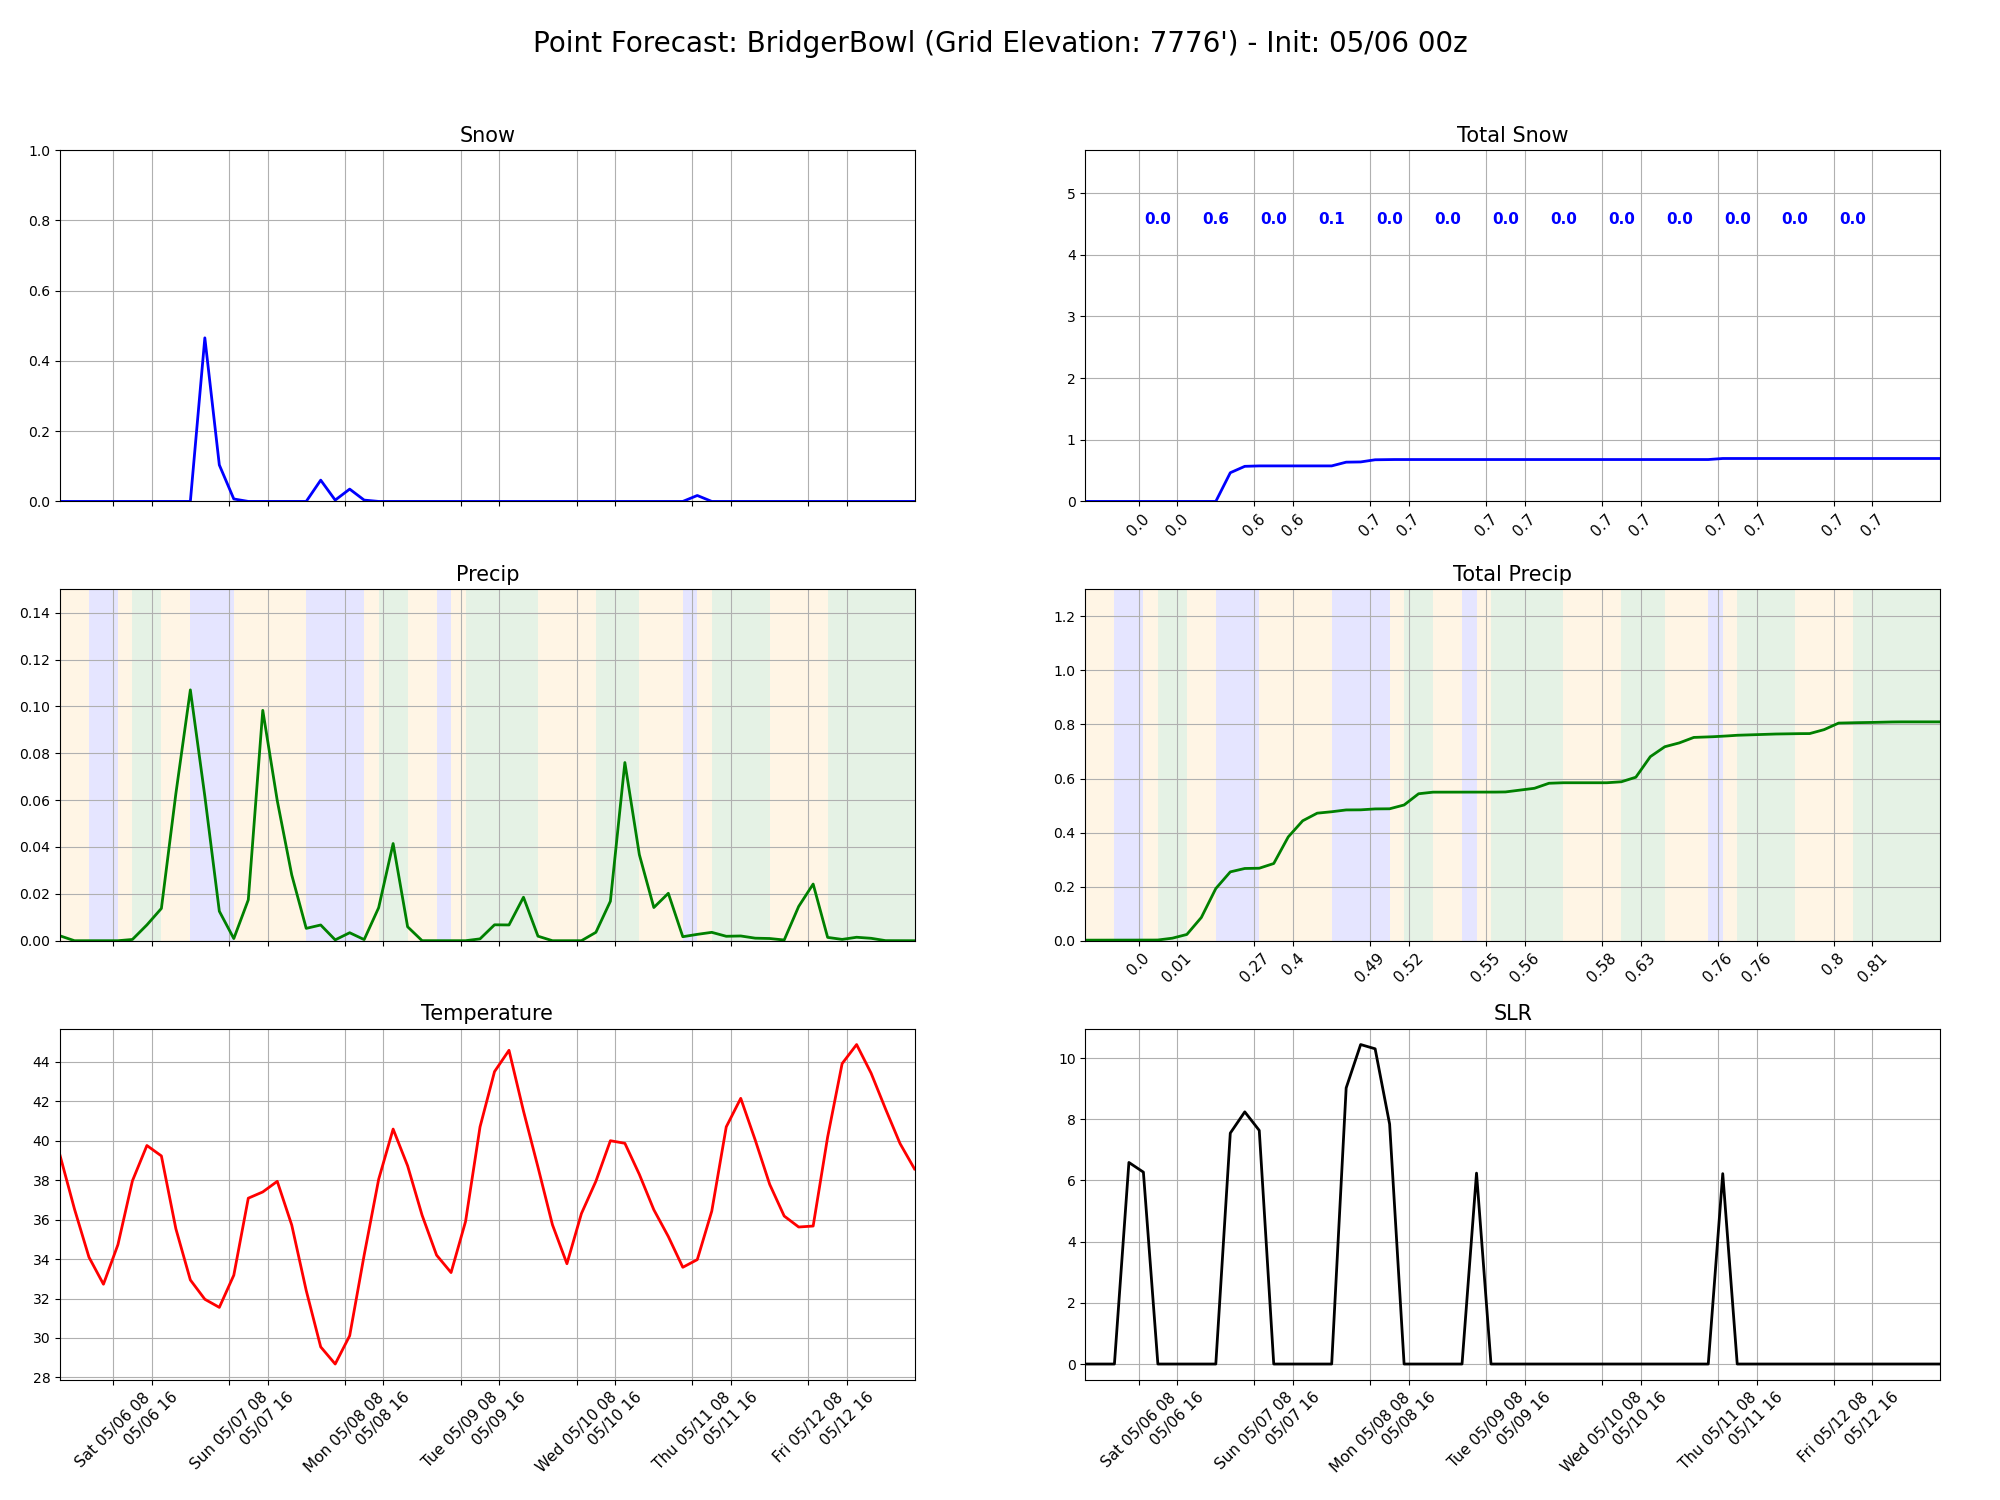 Point Forecast: BridgerBowl (Grid Elevation: 7776') - Init: 05/06 00z
Snow
1.0
0.8
0.6
0.4
0.2
0.0
Total Snow
5
4
3
2
1
0
0.0 0.6 0.0 0.1 0.0 0.0 0.0 0.0 0.0 0.0 0.0 0.0 0.0
0.0 0.0 0.6 0.6 0.7 0.7 0.7 0.7 0.7 0.7 0.7 0.7 0.7 0.7
Precip
0.14
0.12
0.10
0.08
0.06
0.04
0.02
0.00
Total Precip
1.2
1.0
0.8
0.6
0.4
0.2
0.0
0.0 0.01 0.27 0.4 0.49 0.52 0.55 0.56 0.58 0.63 0.76 0.76 0.8 0.81
Temperature
44
42
40
38
36
34
32
30
28
Sat 05/06 08
05/06 16
Sun 05/07 08
05/07 16
Mon 05/08 08
05/08 16
Tue 05/09 08
05/09 16
Wed 05/10 08
05/10 16
Thu 05/11 08
05/11 16
Fri 05/12 08
05/12 16
SLR
10
8
6
4
2
0
Sat 05/06 08
05/06 16
Sun 05/07 08
05/07 16
Mon 05/08 08
05/08 16
Tue 05/09 08
05/09 16
Wed 05/10 08
05/10 16
Thu 05/11 08
05/11 16
Fri 05/12 08
05/12 16